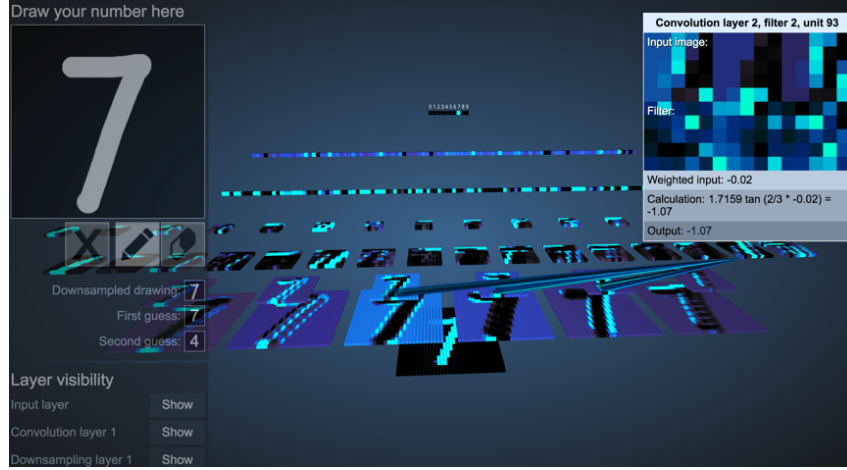 Draw your number here
7
0123456789
Downsampled drawing: 7
First guess: 7
Second guess: 4
Layer visibility
Input layer Show
Convolution layer 1 Show
Downsampling layer 1 Show
Convolution layer 2, filter 2, unit 93
Input image:
Filter:
Weighted input: -0.02
Calculation: 1.7159 tan (2/3 * -0.02) =
-1.07
Output: -1.07